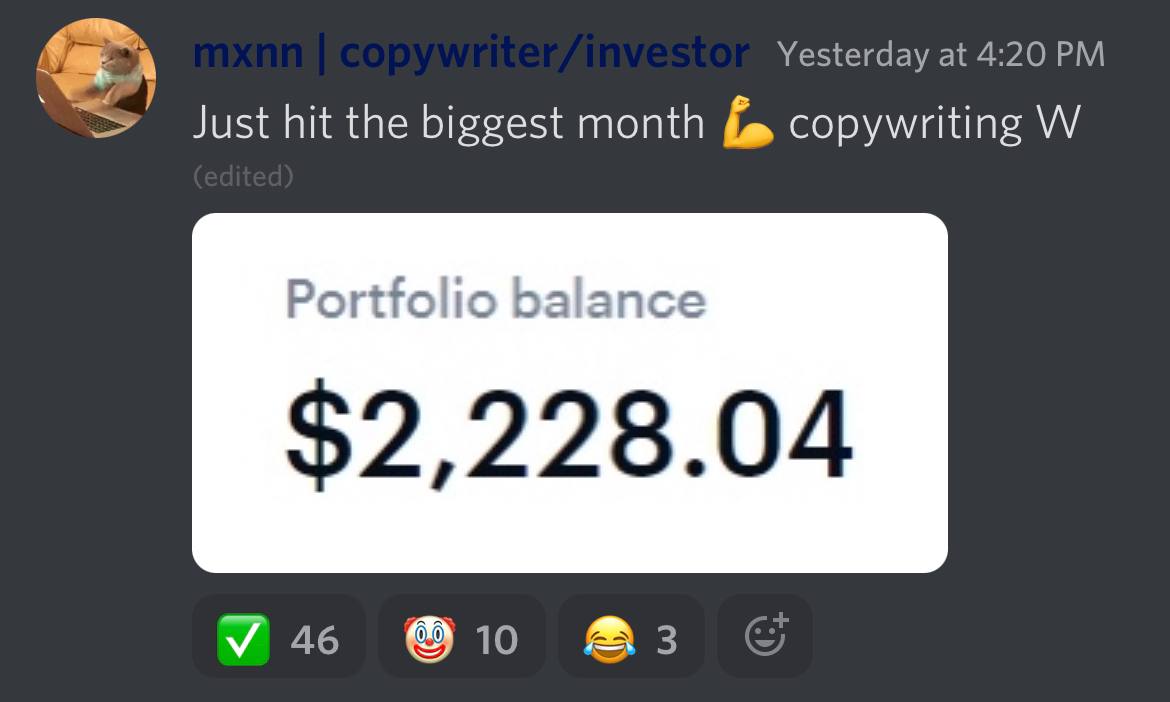 mxnn | copywriter/investor Yesterday at 4:20 PM
Just hit the biggest month 💪 copywriting W
(edited)
Portfolio balance
$2,228.04
✅ 46 🤡 10 😂 3